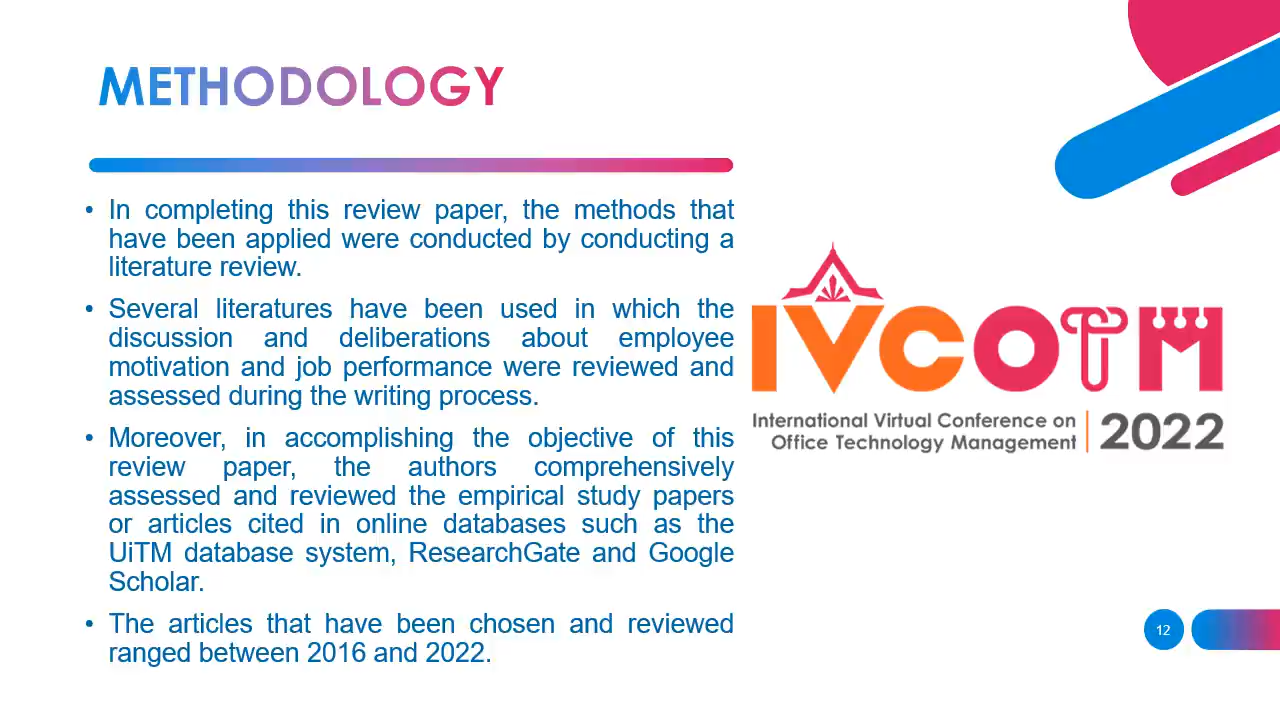 METHODOLOGY
• In completing this review paper, the methods that
have been applied were conducted by conducting a
literature review.
• Several literatures have been used in which the
discussion and deliberations about employee
motivation and job performance were reviewed and
assessed during the writing process.
• Moreover, in accomplishing the objective of this
review paper, the authors comprehensively
assessed and reviewed the empirical study papers
or articles cited in online databases such as the
UiTM database system, ResearchGate and Google
Scholar.
• The articles that have been chosen and reviewed
ranged between 2016 and 2022.
IVCOTM
International Virtual Conference on
Office Technology Management
2022
12